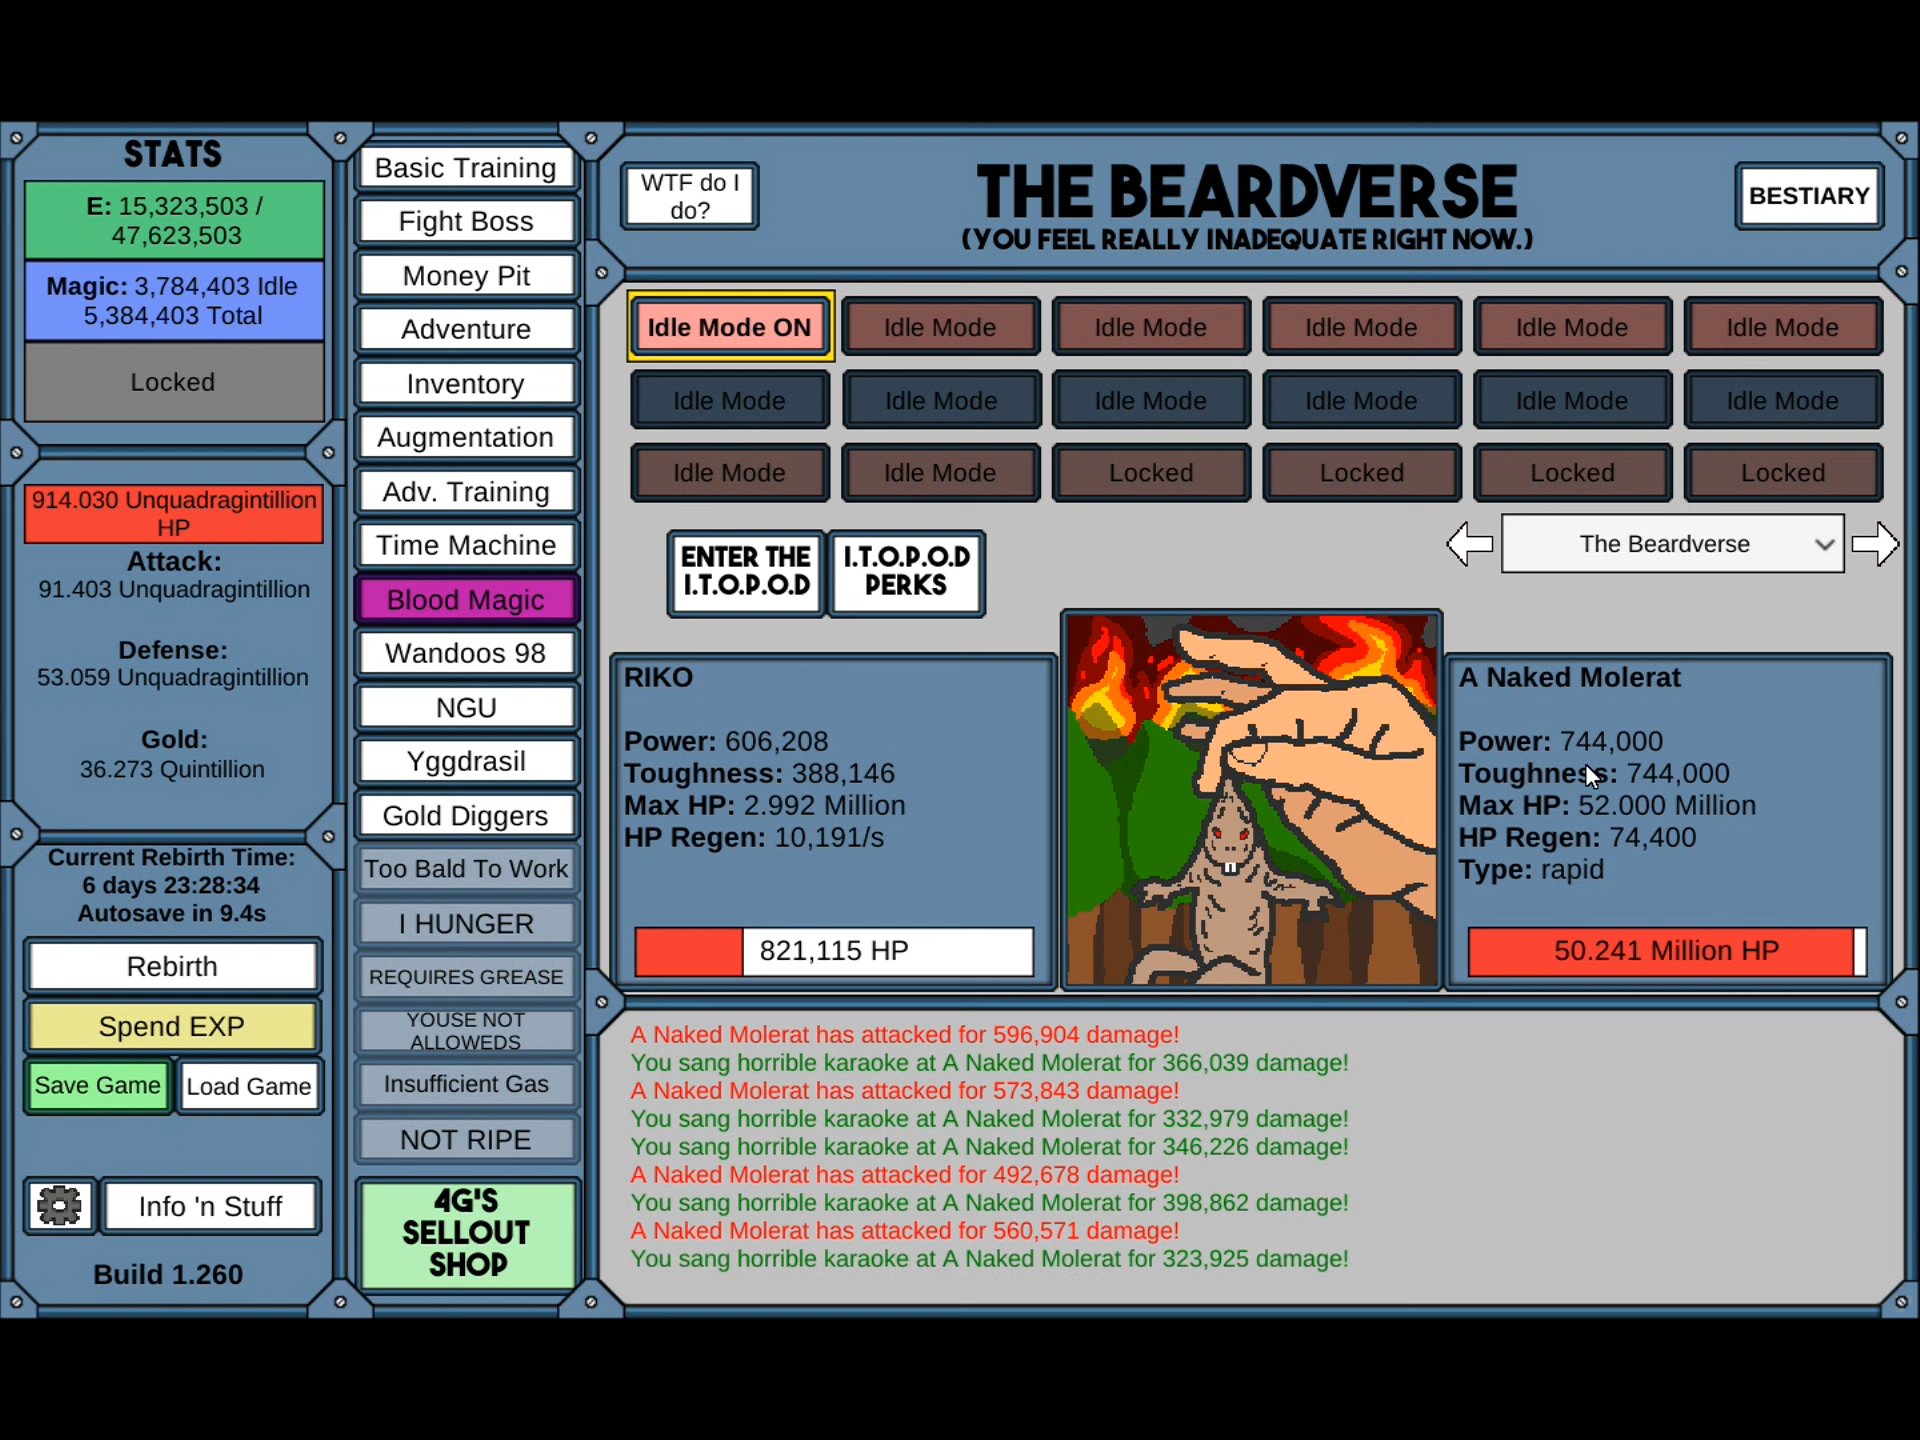 STATS
E: 15,323,503 /
47,623,503
Magic: 3,784,403 Idle
5,384,403 Total
Locked
914.030 Unquadragintillion
HP
Attack:
91.403 Unquadragintillion
Defense:
53.059 Unquadragintillion
Gold:
36.273 Quintillion
Current Rebirth Time:
6 days 23:28:34
Autosave in 9.4s
Rebirth
Spend EXP
Save Game
Load Game
Info 'n Stuff
Build 1.260
Basic Training
Fight Boss
Money Pit
Adventure
Inventory
Augmentation
Adv. Training
Time Machine
Blood Magic
Wandoos 98
NGU
Yggdrasil
Gold Diggers
Too Bald To Work
I HUNGER
REQUIRES GREASE
YOUSE NOT
ALLOWEDS
Insufficient Gas
NOT RIPE
4G'S
SELLOUT
SHOP
WTF do I
do?
THE BEARDVERSE
(YOU FEEL REALLY INADEQUATE RIGHT NOW.)
BESTIARY
Idle Mode ON
Idle Mode
Idle Mode
Idle Mode
Idle Mode
Idle Mode
Idle Mode
Idle Mode
Idle Mode
Idle Mode
Idle Mode
Idle Mode
Idle Mode
Idle Mode
Locked
Locked
Locked
Locked
ENTER THE
I.T.O.P.O.D
I.T.O.P.O.D
PERKS
The Beardverse
RIKO
Power: 606,208
Toughness: 388,146
Max HP: 2.992 Million
HP Regen: 10,191/s
821,115 HP
A Naked Molerat
Power: 744,000
Toughness: 744,000
Max HP: 52.000 Million
HP Regen: 74,400
Type: rapid
50.241 Million HP
A Naked Molerat has attacked for 596,904 damage!
You sang horrible karaoke at A Naked Molerat for 366,039 damage!
A Naked Molerat has attacked for 573,843 damage!
You sang horrible karaoke at A Naked Molerat for 332,979 damage!
You sang horrible karaoke at A Naked Molerat for 346,226 damage!
A Naked Molerat has attacked for 492,678 damage!
You sang horrible karaoke at A Naked Molerat for 398,862 damage!
A Naked Molerat has attacked for 560,571 damage!
You sang horrible karaoke at A Naked Molerat for 323,925 damage!